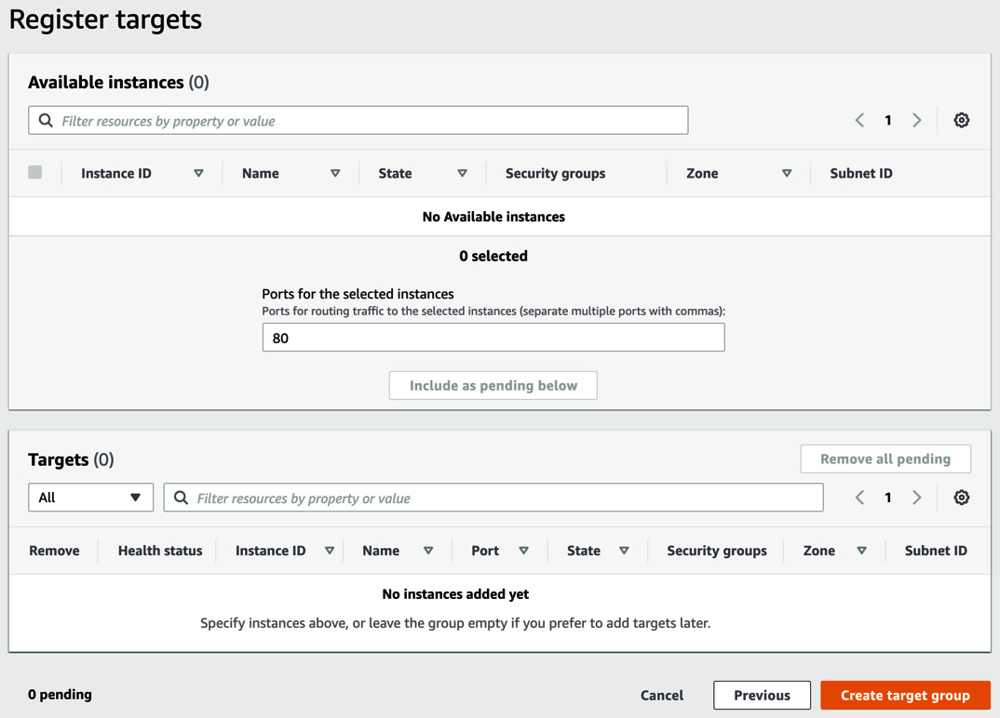 Register targets
Available instances (0)
Filter resources by property or value
1
Instance ID Name State Security groups Zone Subnet ID
No Available instances
0 selected
Ports for the selected instances
Ports for routing traffic to the selected instances (separate multiple ports with commas):
80
Include as pending below
Targets (0)
Remove all pending
All Filter resources by property or value 1
Remove Health status Instance ID Name Port State Security groups Zone Subnet ID
No instances added yet
Specify instances above, or leave the group empty if you prefer to add targets later.
0 pending Cancel Previous Create target group